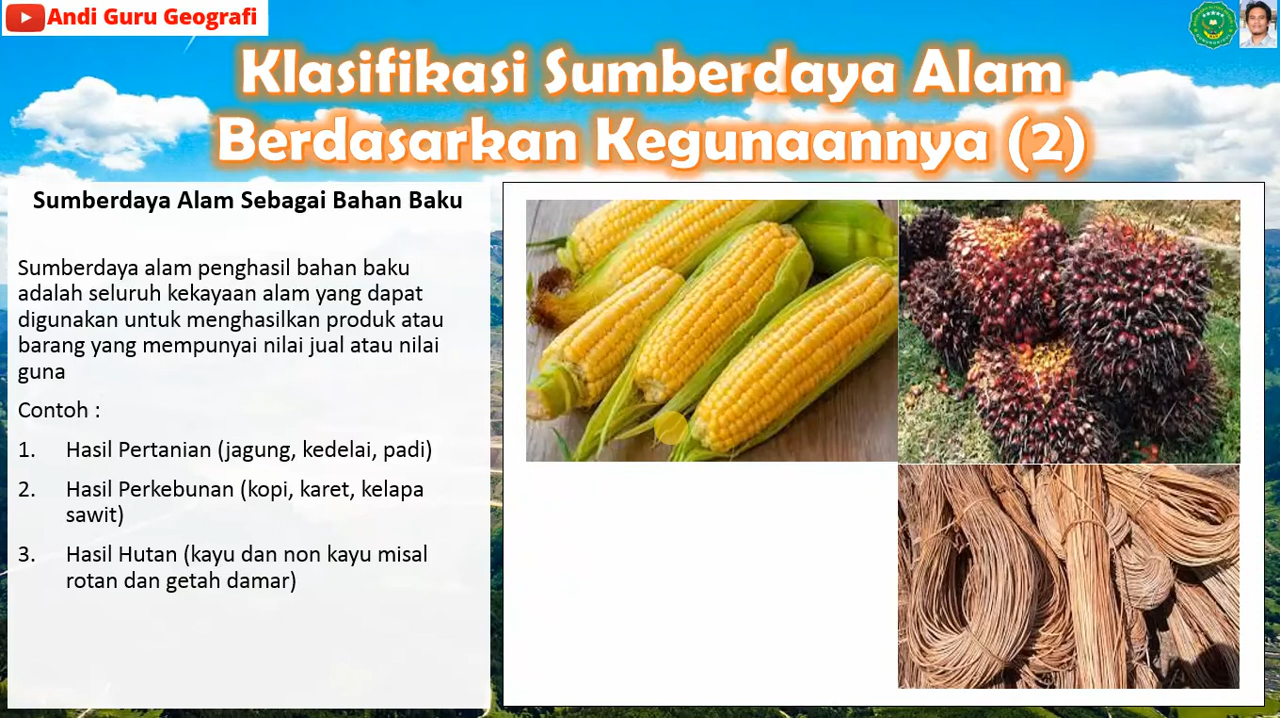 Andi Guru Geografi
Klasifikasi Sumberdaya Alam
Berdasarkan Kegunaannya (2)
Sumberdaya Alam Sebagai Bahan Baku
Sumberdaya alam penghasil bahan baku
adalah seluruh kekayaan alam yang dapat
digunakan untuk menghasilkan produk atau
barang yang mempunyai nilai jual atau nilai
guna
Contoh :
1. Hasil Pertanian (jagung, kedelai, padi)
2. Hasil Perkebunan (kopi, karet, kelapa
sawit)
3. Hasil Hutan (kayu dan non kayu misal
rotan dan getah damar)